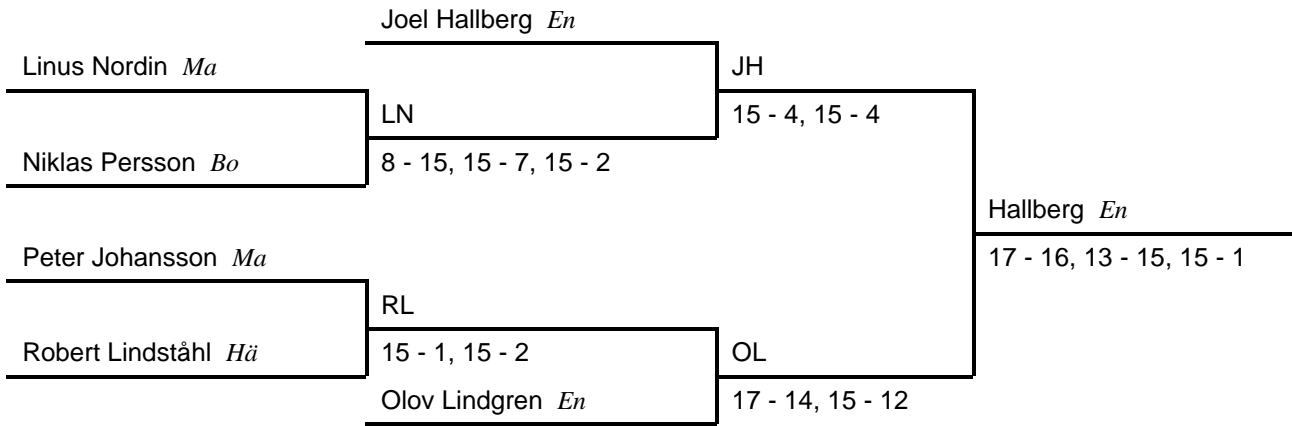 Joel Hallberg En
Linus Nordin Ma
JH
LN
15 - 4, 15 - 4
Niklas Persson Bo
8 - 15, 15 - 7, 15 - 2
Hallberg En
Peter Johansson Ma
17 - 16, 13 - 15, 15 - 1
RL
Robert Lindståhl Hä
15 - 1, 15 - 2
OL
Olov Lindgren En
17 - 14, 15 - 12